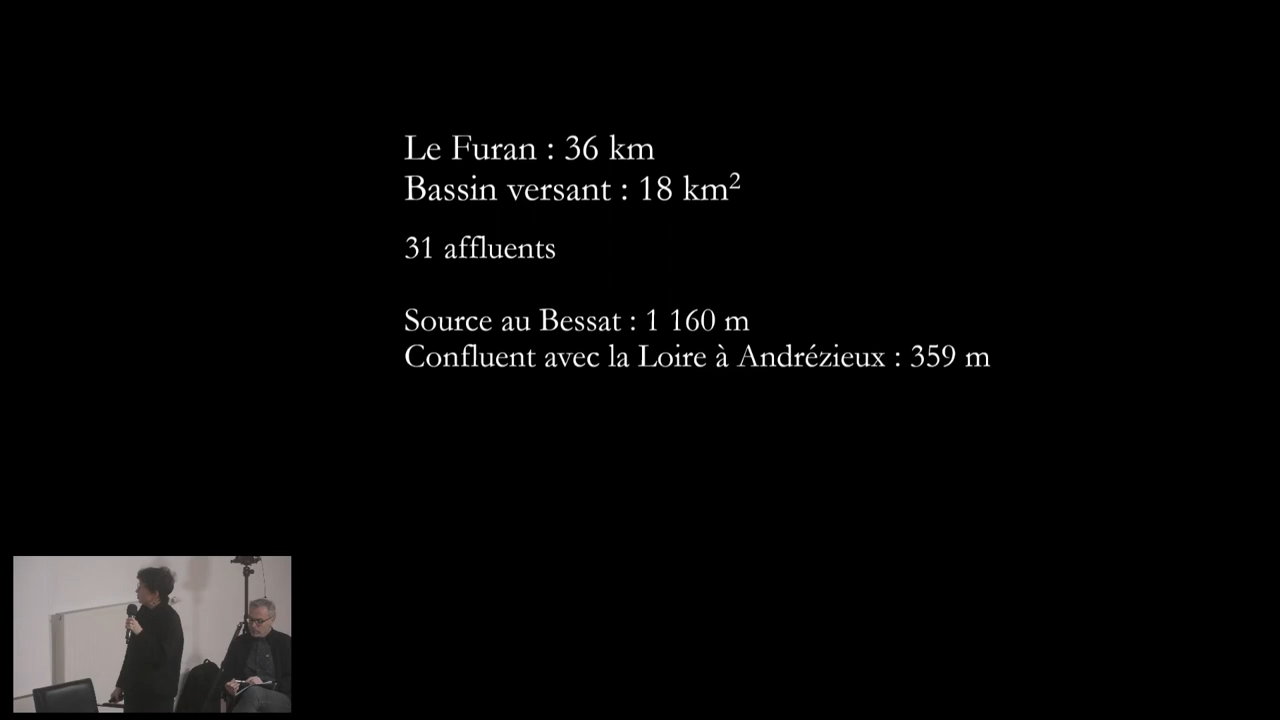 Le Furan : 36 km
Bassin versant : 18 km²
31 affluents
Source au Bessat : 1 160 m
Confluent avec la Loire à Andrézieux : 359 m